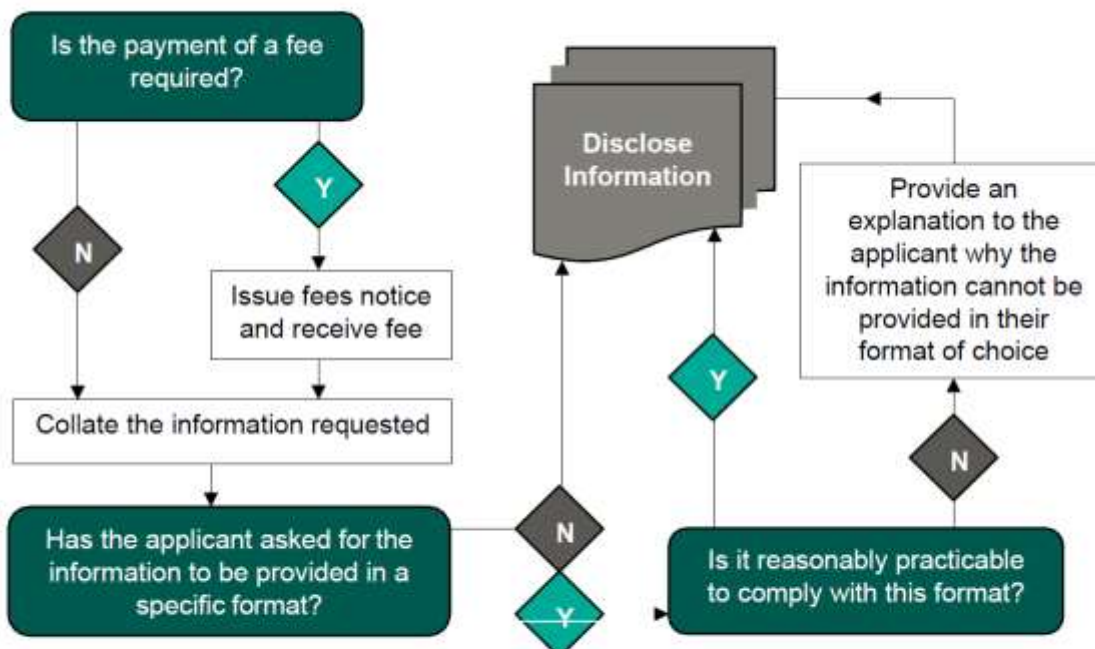 Is the payment of a fee
required?
Y
N
Issue fees notice
and receive fee
Collate the information requested
Has the applicant asked for the
information to be provided in a
specific format?
N
Y
Disclose
Information
Y
Is it reasonably practicable
to comply with this format?
N
Provide an
explanation to the
applicant why the
information cannot be
provided in their
format of choice